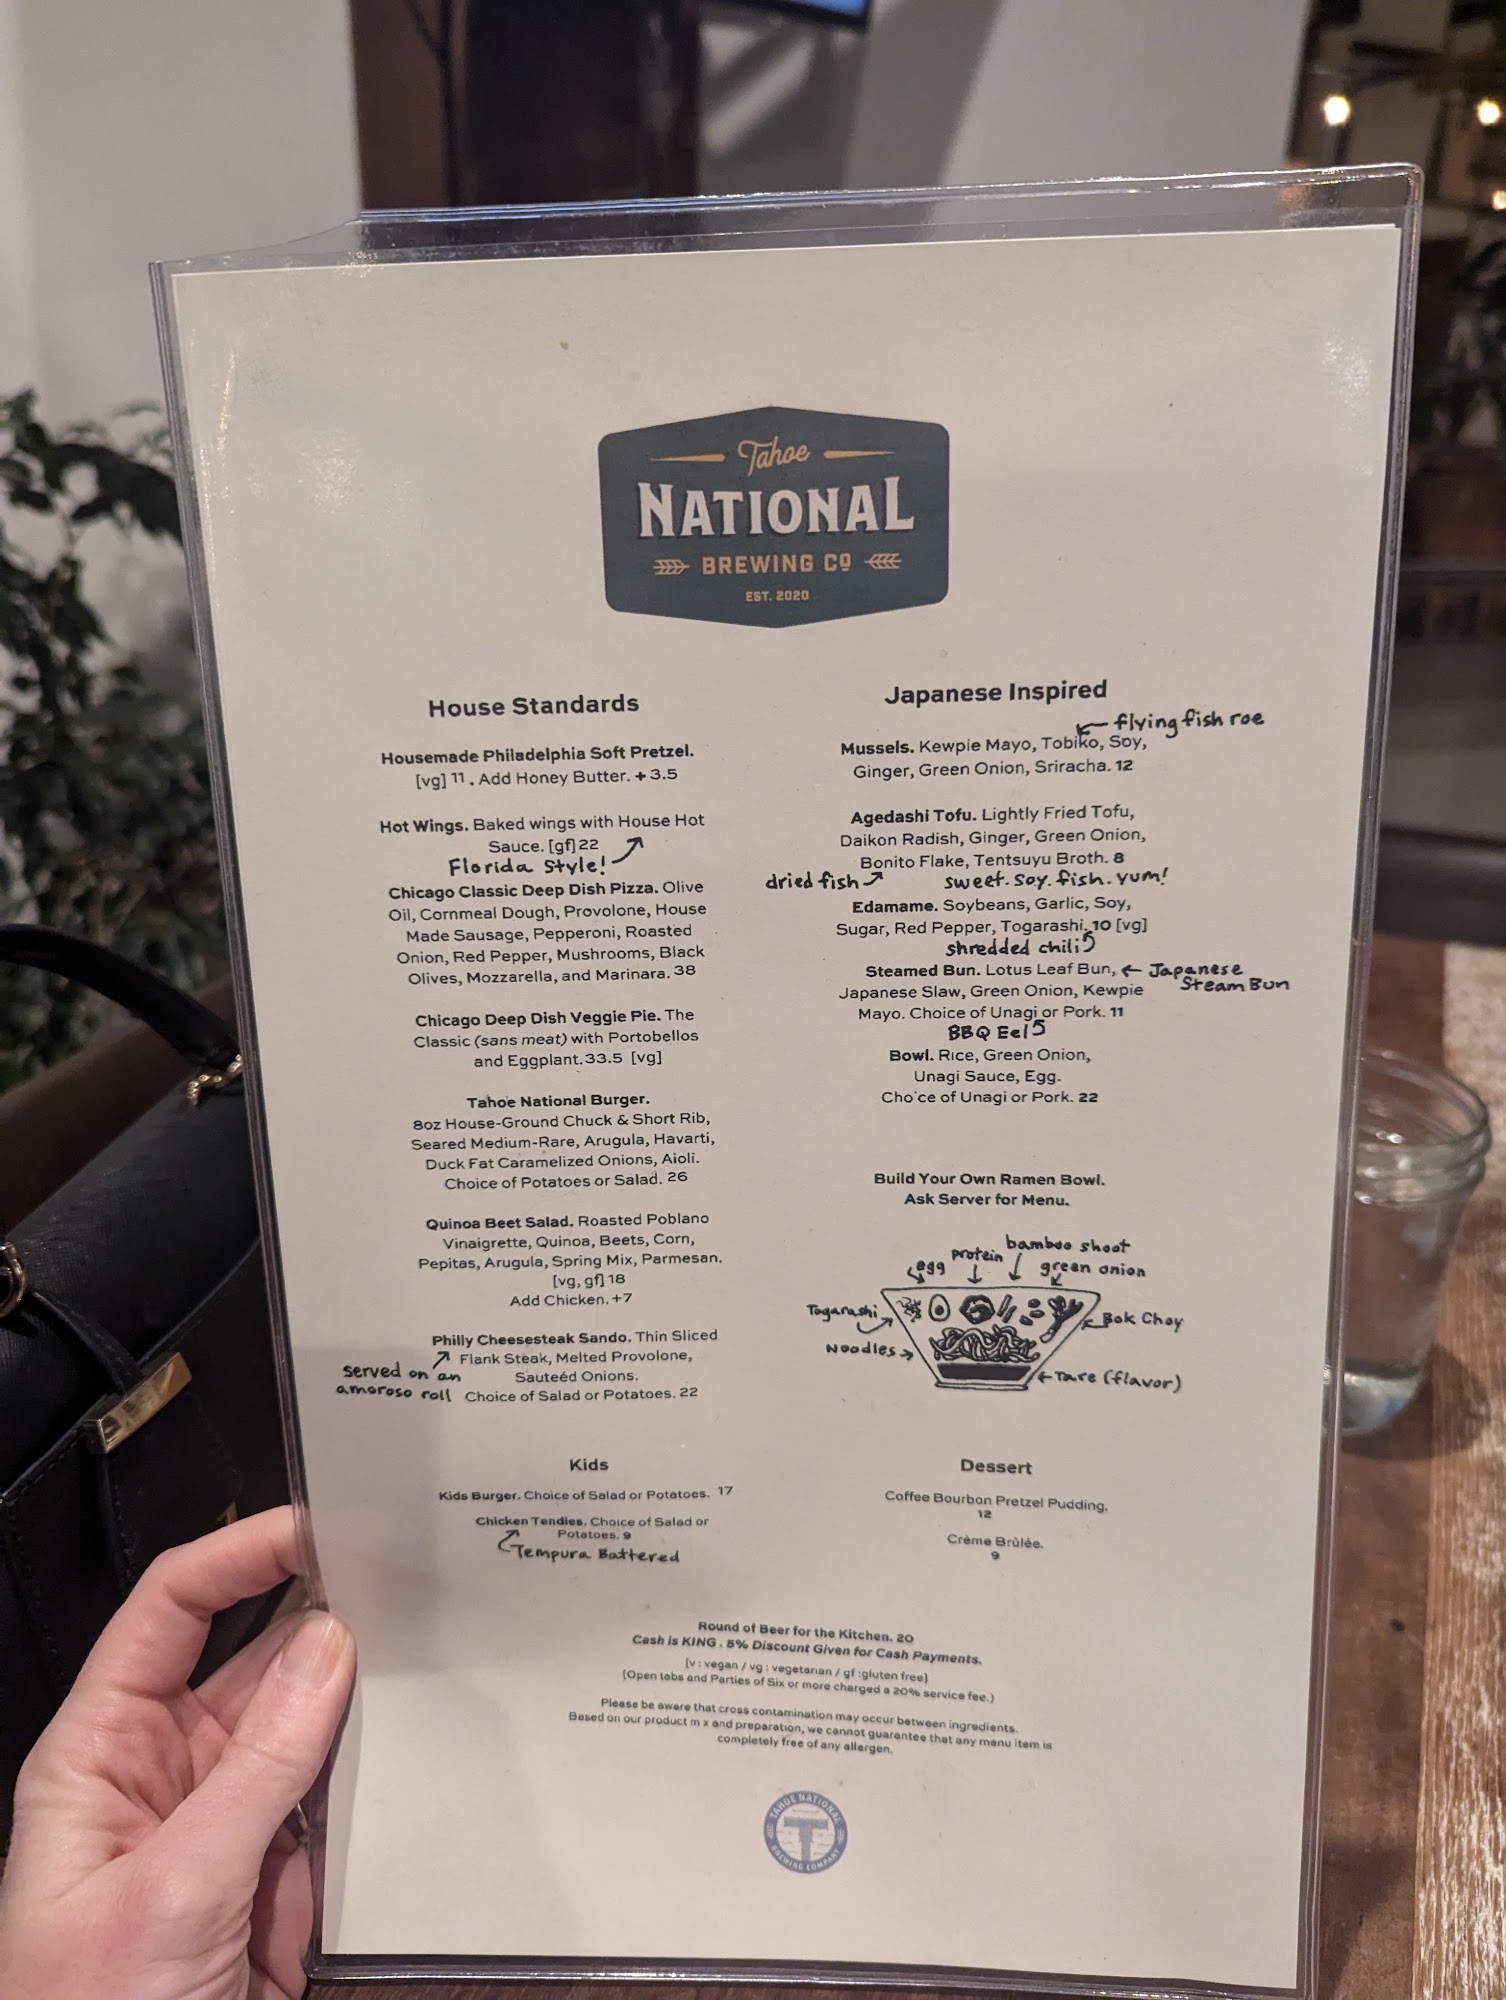 Tahoe
NATIONAL
BREWING CO
EST. 2020
House Standards
Housemade Philadelphia Soft Pretzel.
[vg] 11. Add Honey Butter. + 3.5
Hot Wings. Baked wings with House Hot
Sauce. [gf] 22
Florida Style!
Chicago Classic Deep Dish Pizza. Olive
Oil, Cornmeal Dough, Provolone, House
Made Sausage, Pepperoni, Roasted
Onion, Red Pepper, Mushrooms, Black
Olives, Mozzarella, and Marinara. 38
Chicago Deep Dish Veggie Pie. The
Classic (sans meat) with Portobellos
and Eggplant. 33.5 [vg]
Tahoe National Burger.
8oz House-Ground Chuck & Short Rib,
Seared Medium-Rare, Arugula, Havarti,
Duck Fat Caramelized Onions, Aioli.
Choice of Potatoes or Salad. 26
Quinoa Beet Salad. Roasted Poblano
Vinaigrette, Quinoa, Beets, Corn,
Pepitas, Arugula, Spring Mix, Parmesan.
[vg, gf] 18
Add Chicken. +7
Philly Cheesesteak Sando. Thin Sliced
Flank Steak, Melted Provolone,
Sauteéd Onions.
Choice of Salad or Potatoes. 22
served on an
amoroso roll
Kids
Kids Burger. Choice of Salad or Potatoes. 17
Chicken Tendies. Choice of Salad or
Potatoes. 9
Tempura Battered
Japanese Inspired
flying fish roe
Mussels. Kewpie Mayo, Tobiko, Soy,
Ginger, Green Onion, Sriracha. 12
Agedashi Tofu. Lightly Fried Tofu,
Daikon Radish, Ginger, Green Onion,
Bonito Flake, Tentsuyu Broth. 8
dried fish sweet.soy.fish.yum!
Edamame. Soybeans, Garlic, Soy,
Sugar, Red Pepper, Togarashi. 10 [vg]
shredded chili
Steamed Bun. Lotus Leaf Bun,
Japanese
Steam Bun
Japanese Slaw, Green Onion, Kewpie
Mayo. Choice of Unagi or Pork. 11
BBQ Eel
Bowl. Rice, Green Onion,
Unagi Sauce, Egg.
Choice of Unagi or Pork. 22
Build Your Own Ramen Bowl.
Ask Server for Menu.
egg
protein
bamboo shoot
green onion
Togarashi
Bok Choy
Noodles
Tare (flavor)
Dessert
Coffee Bourbon Pretzel Pudding.
12
Crème Brûlée.
9
Round of Beer for the Kitchen. 20
Cash is KING. 5% Discount Given for Cash Payments.
[v : vegan / vg : vegetarian / gf :gluten free]
(Open tabs and Parties of Six or more charged a 20% service fee.)
Please be aware that cross contamination may occur between ingredients.
Based on our product m x and preparation, we cannot guarantee that any menu item is
completely free of any allergen.
TAHOE NATIONAL
T
BREWING COMPANY